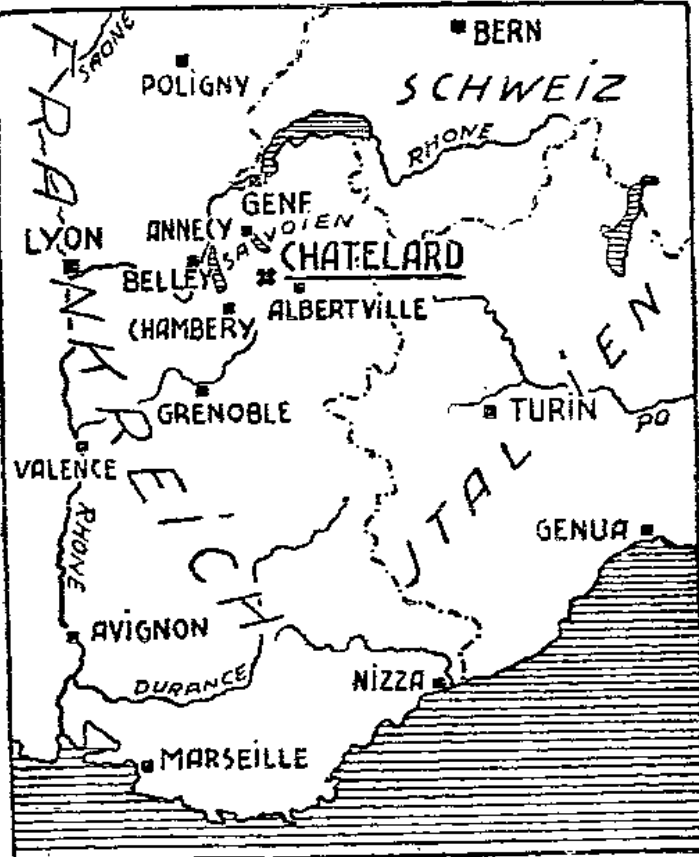 SAONE
BERN
POLIGNY
SCHWEIZ
RHONE
GENF
ANNECY
SAVOIEN
LYON
CHATELARD
BELLEY
ALBERTVILLE
CHAMBERY
FRANKREICH
GRENOBLE
TURIN
PO
ITALIEN
VALENCE
RHONE
GENUA
AVIGNON
DURANCE
NIZZA
MARSEILLE